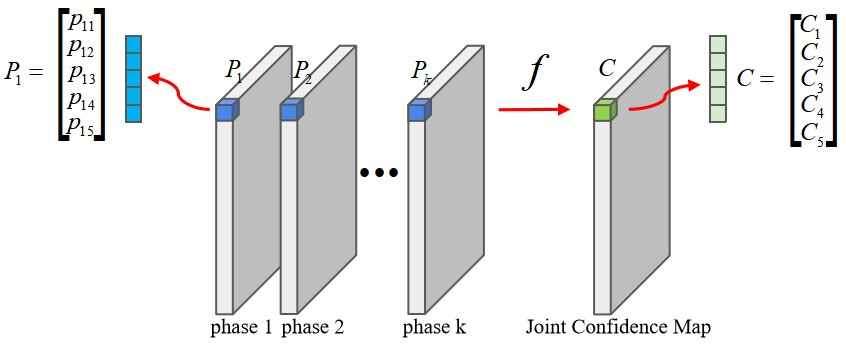 P₁ = [p₁₁
p₁₂
p₁₃
p₁₄
p₁₅]
P₁
P₂
•••
Pₖ
f
C
C = [C₁
C₂
C₃
C₄
C₅]
phase 1
phase 2
phase k
Joint Confidence Map